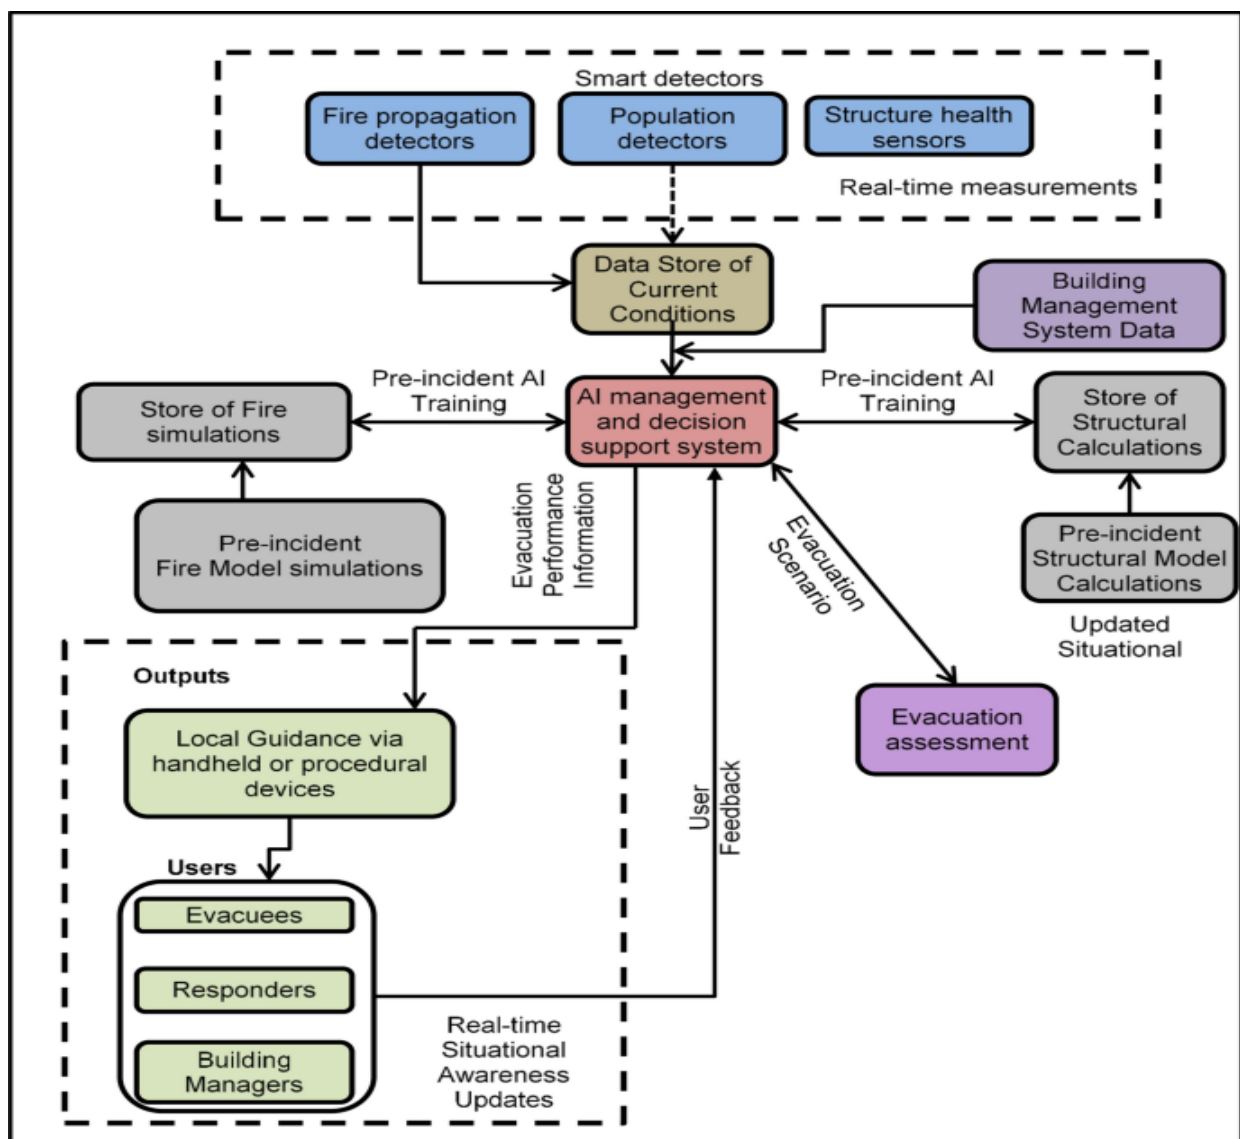 Smart detectors
Fire propagation
detectors
Population
detectors
Structure health
sensors
Real-time measurements
Data Store of
Current
Conditions
Building
Management
System Data
Pre-incident AI
Training
Pre-incident AI
Training
Store of Fire
simulations
AI management
and decision
support system
Store of
Structural
Calculations
Pre-incident
Fire Model simulations
Evacuation
Performance
Information
Evacuation
Scenario
Pre-incident
Structural Model
Calculations
Updated
Situational
Outputs
Local Guidance via
handheld or procedural
devices
Evacuation
assessment
User
Feedback
Users
Evacuees
Responders
Building
Managers
Real-time
Situational
Awareness
Updates